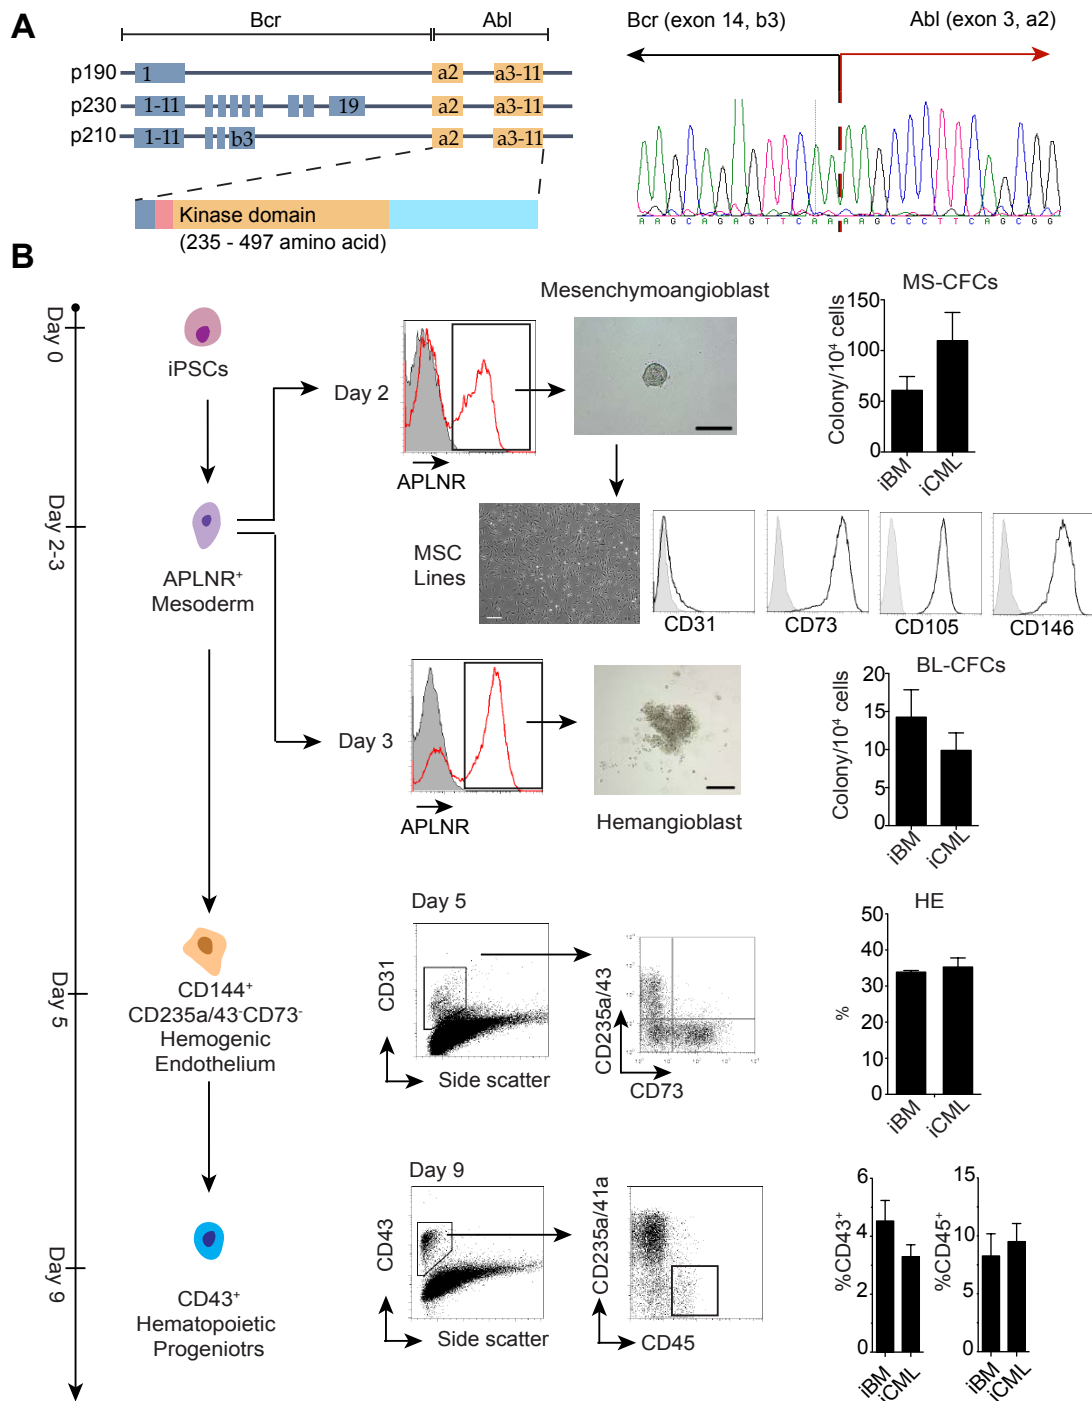 A
Bcr
Abl
p190
1
a2
a3-11
p230
1-11
19
a2
a3-11
p210
1-11
b3
a2
a3-11
Kinase domain
(235 - 497 amino acid)
Bcr (exon 14, b3)
Abl (exon 3, a2)
A A G C A G A G T T C A A A A G C C C T T C A G C G G
B
Day 0
iPSCs
Day 2-3
APLNR⁺
Mesoderm
Day 2
APLNR
Mesenchymoangioblast
MS-CFCs
Colony/10⁴ cells
150
100
50
0
iBM
iCML
MSC
Lines
CD31
CD73
CD105
CD146
Day 3
APLNR
Hemangioblast
BL-CFCs
Colony/10⁴ cells
20
15
10
5
0
iBM
iCML
Day 5
CD144⁺
CD235a/43⁻CD73⁻
Hemogenic
Endothelium
Day 5
CD31
Side scatter
CD235a/43
CD73
HE
%
50
40
30
20
10
0
iBM
iCML
Day 9
CD43⁺
Hematopoietic
Progeniotrs
Day 9
CD43
Side scatter
CD235a/41a
CD45
%CD43⁺
6
4
2
0
iBM
iCML
%CD45⁺
15
10
5
0
iBM
iCML